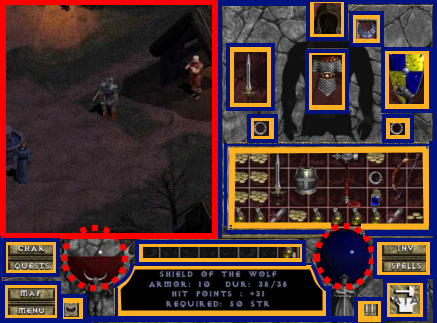 CHAR
QUESTS
MAP
MENU
SHIELD OF THE WOLF
ARMOR: 10 DUR: 38/38
HIT POINTS : +31
REQUIRED: 50 STR
INV
SPELLS